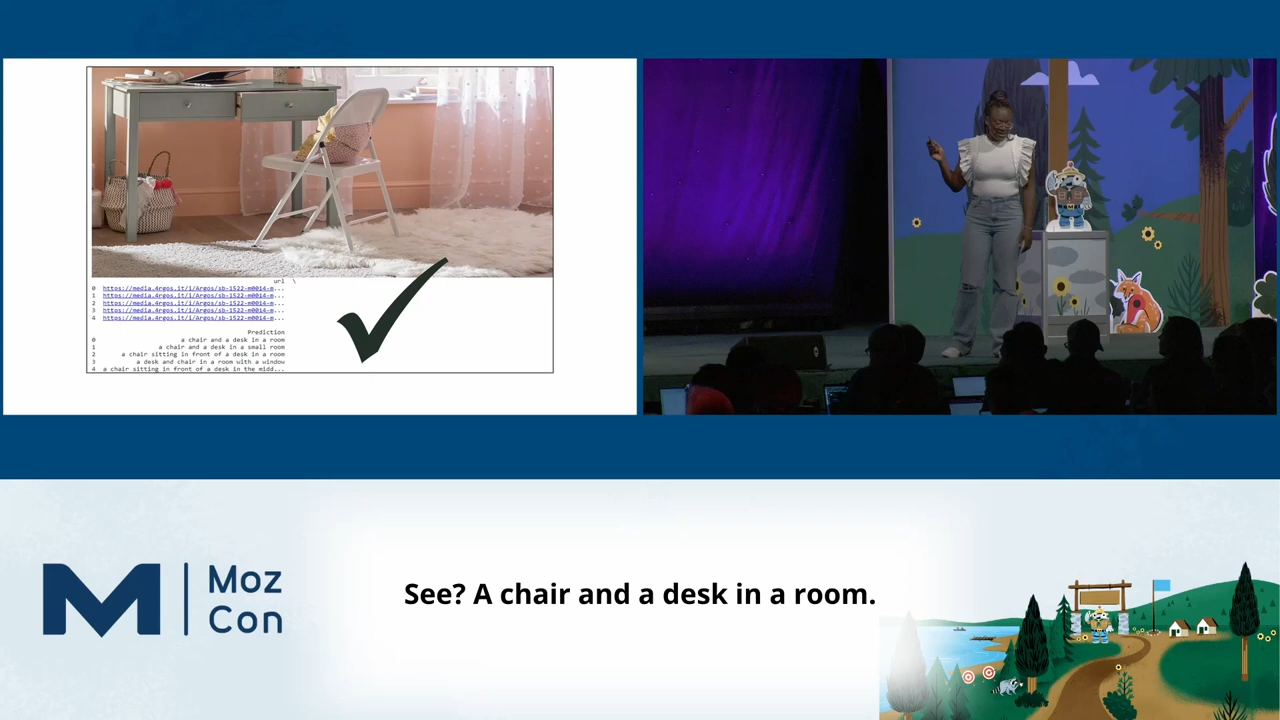 url \
0 https://media.4rgos.it/i/Argos/sb-1522-m0014-m...
1 https://media.4rgos.it/i/Argos/sb-1522-m0014-m...
2 https://media.4rgos.it/i/Argos/sb-1522-m0014-m...
3 https://media.4rgos.it/i/Argos/sb-1522-m0014-m...
4 https://media.4rgos.it/i/Argos/sb-1522-m0014-m...
Prediction
0 a chair and a desk in a room
1 a chair and a desk in a small room
2 a chair sitting in front of a desk in a room
3 a desk and chair in a room with a window
4 a chair sitting in front of a desk in the midd...
M Moz
Con
See? A chair and a desk in a room.